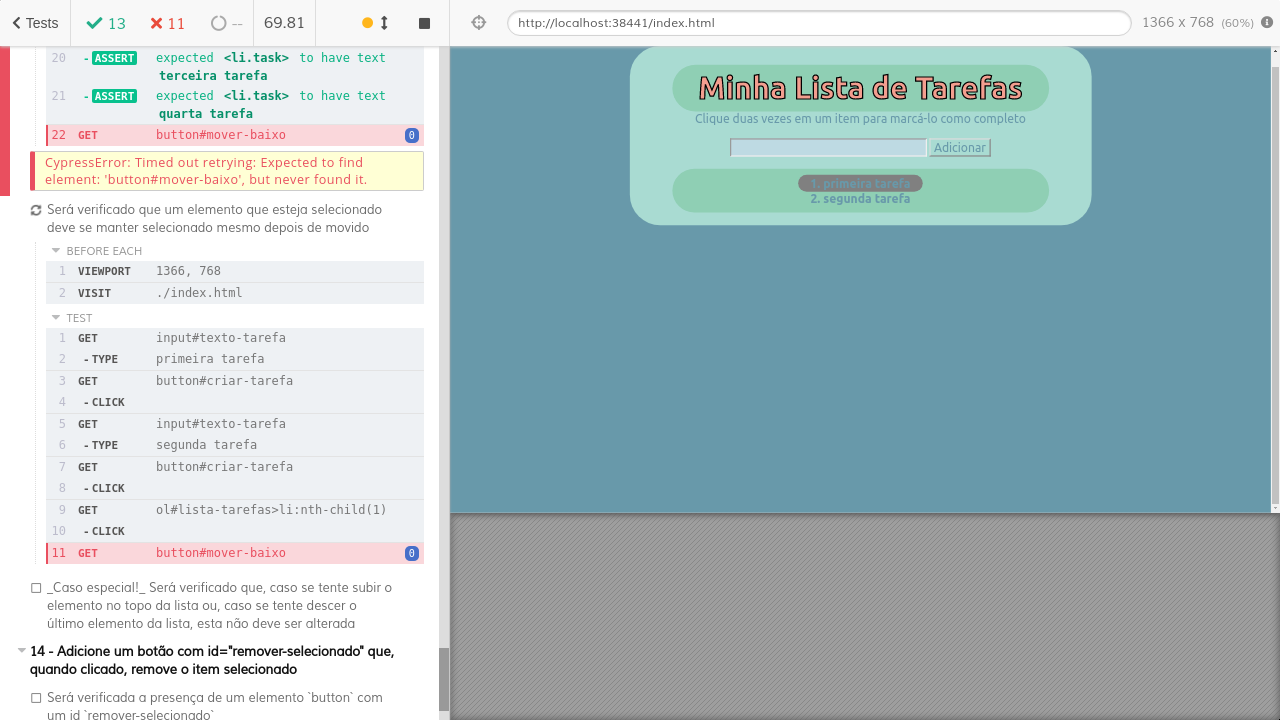 Tests
13
11
--
69.81
http://localhost:38441/index.html
1366 x 768 (60%)
20 - ASSERT expected <li.task> to have text
terceira tarefa
21 - ASSERT expected <li.task> to have text
quarta tarefa
22 GET button#mover-baixo 0
CypressError: Timed out retrying: Expected to find
element: 'button#mover-baixo', but never found it.
Será verificado que um elemento que esteja selecionado
deve se manter selecionado mesmo depois de movido
BEFORE EACH
1 VIEWPORT 1366, 768
2 VISIT ./index.html
TEST
1 GET input#texto-tarefa
2 - TYPE primeira tarefa
3 GET button#criar-tarefa
4 - CLICK
5 GET input#texto-tarefa
6 - TYPE segunda tarefa
7 GET button#criar-tarefa
8 - CLICK
9 GET ol#lista-tarefas>li:nth-child(1)
10 - CLICK
11 GET button#mover-baixo 0
_Caso especial!_ Será verificado que, caso se tente subir o
elemento no topo da lista ou, caso se tente descer o
último elemento da lista, esta não deve ser alterada
14 - Adicione um botão com id="remover-selecionado" que,
quando clicado, remove o item selecionado
Será verificada a presença de um elemento `button` com
um id `remover-selecionado`
Minha Lista de Tarefas
Clique duas vezes em um item para marcá-lo como completo
Adicionar
1. primeira tarefa
2. segunda tarefa